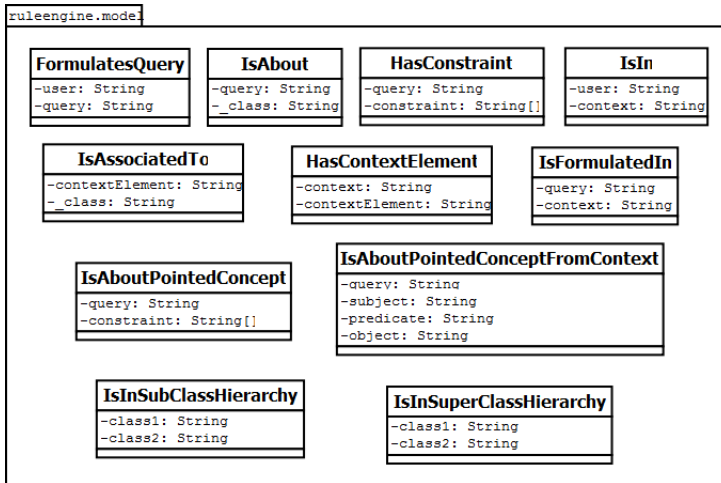 ruleengine.model
FormulatesQuery
-user: String
-query: String
IsAbout
-query: String
-_class: String
HasConstraint
-query: String
-constraint: String[]
IsIn
-user: String
-context: String
IsAssociatedTo
-contextElement: String
-_class: String
HasContextElement
-context: String
-contextElement: String
IsFormulatedIn
-query: String
-context: String
IsAboutPointedConcept
-query: String
-constraint: String[]
IsAboutPointedConceptFromContext
-query: String
-subject: String
-predicate: String
-object: String
IsInSubClassHierarchy
-class1: String
-class2: String
IsInSuperClassHierarchy
-class1: String
-class2: String